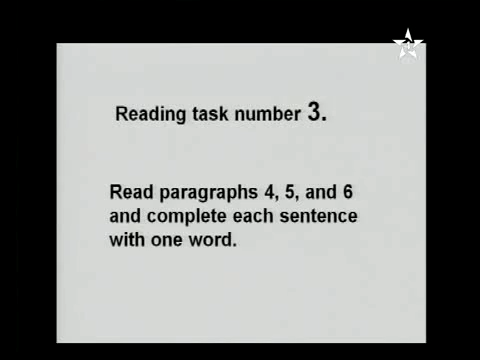 Reading task number 3.
Read paragraphs 4, 5, and 6
and complete each sentence
with one word.